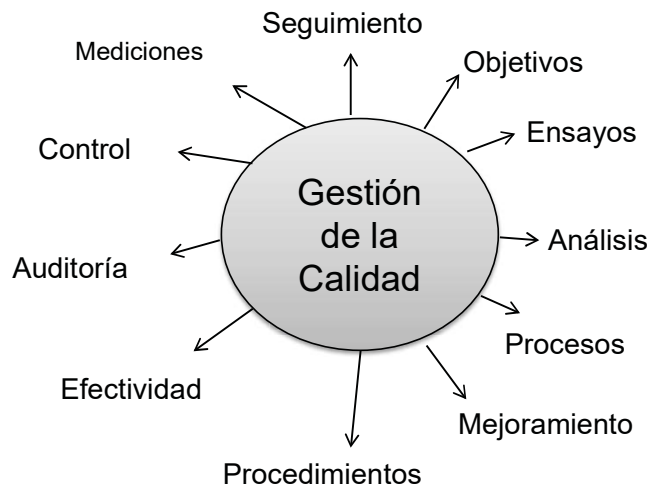 Seguimiento
Mediciones
Objetivos
Ensayos
Control
Gestión
de la
Calidad
Análisis
Auditoría
Procesos
Efectividad
Mejoramiento
Procedimientos